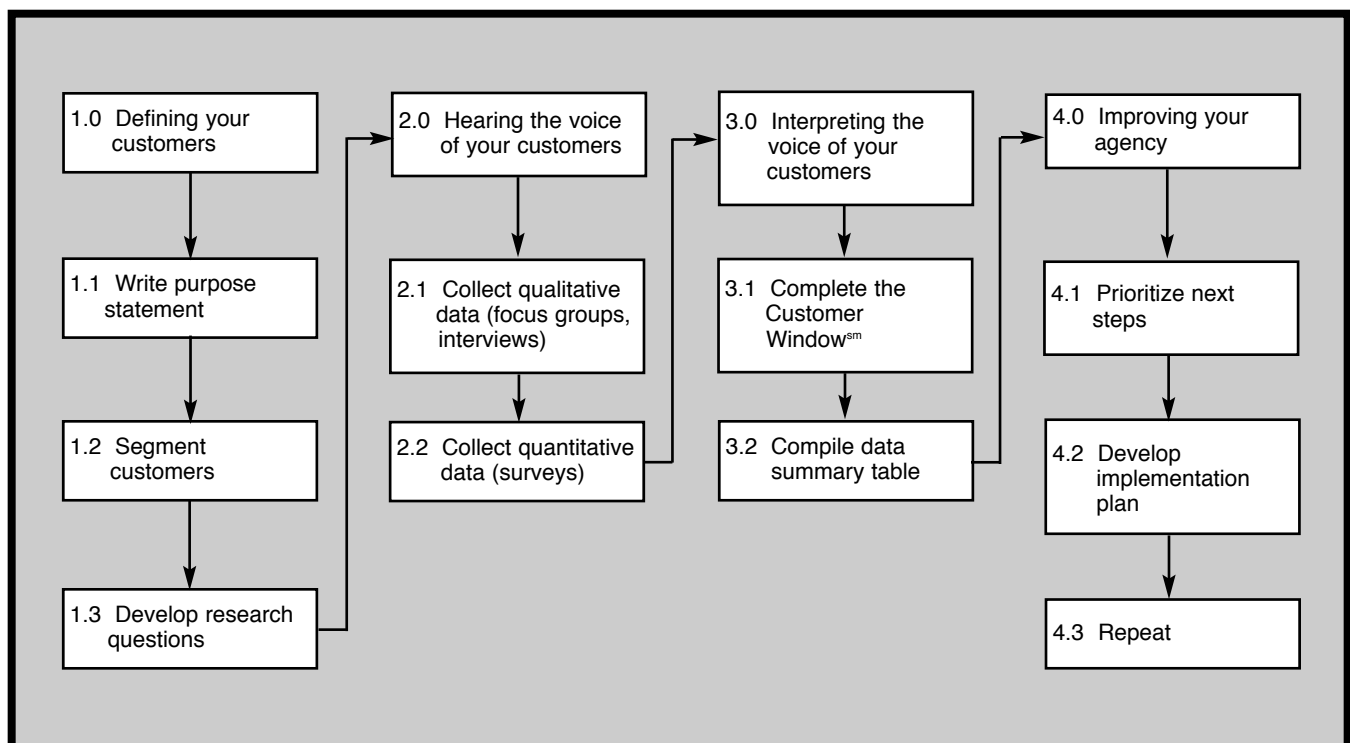 1.0 Defining your
customers
1.1 Write purpose
statement
1.2 Segment
customers
1.3 Develop research
questions
2.0 Hearing the voice
of your customers
2.1 Collect qualitative
data (focus groups,
interviews)
2.2 Collect quantitative
data (surveys)
3.0 Interpreting the
voice of your
customers
3.1 Complete the
Customer
Window℠
3.2 Compile data
summary table
4.0 Improving your
agency
4.1 Prioritize next
steps
4.2 Develop
implementation
plan
4.3 Repeat